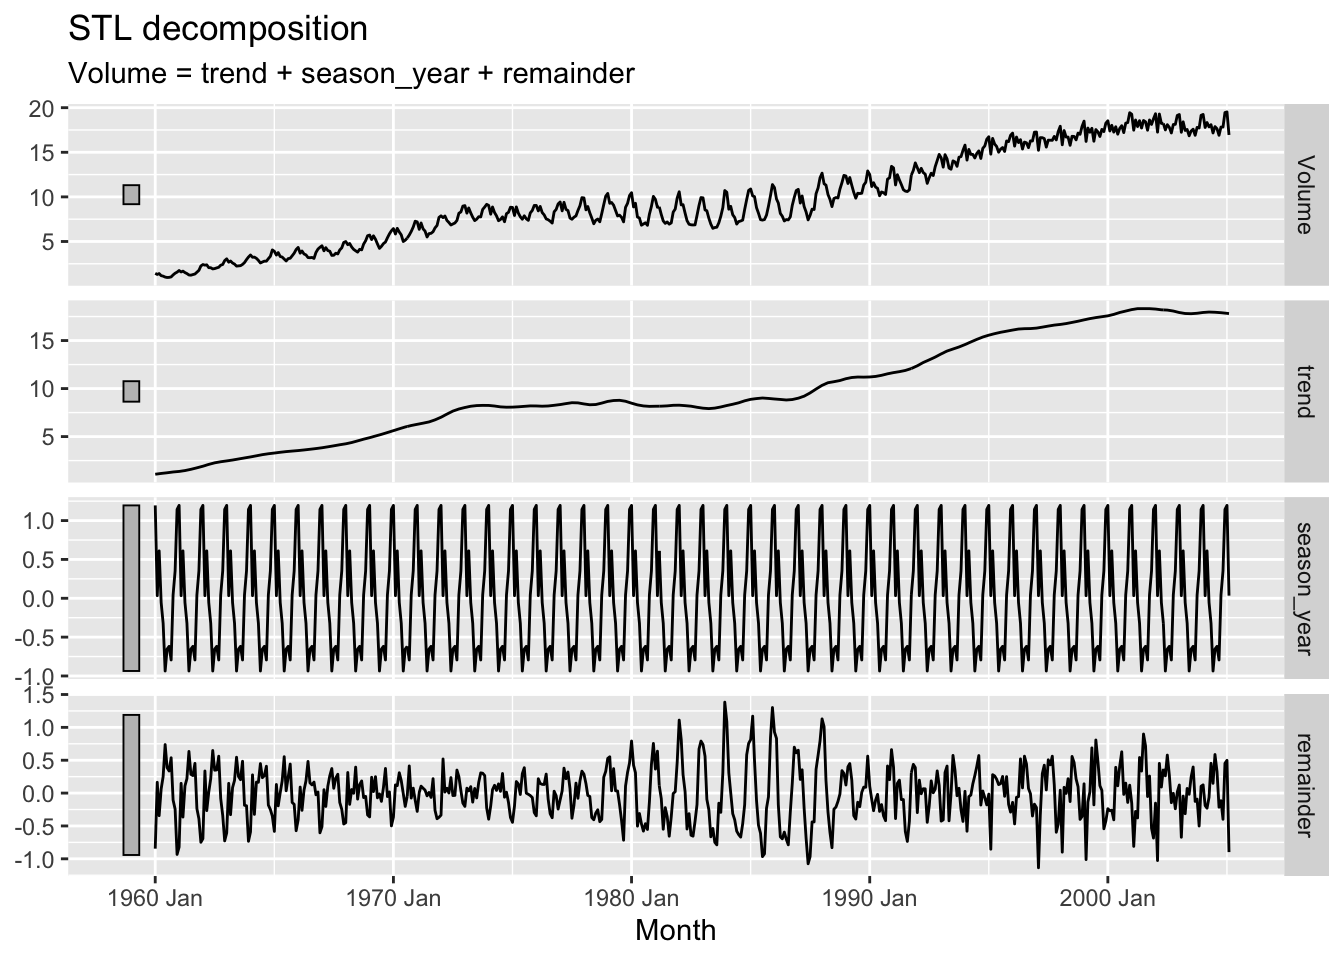 STL decomposition
Volume = trend + season_year + remainder
20
15
10
5
Volume
15
10
5
trend
1.0
0.5
0.0
-0.5
-1.0
season_year
1.5
1.0
0.5
0.0
-0.5
-1.0
remainder
1960 Jan 1970 Jan 1980 Jan 1990 Jan 2000 Jan
Month